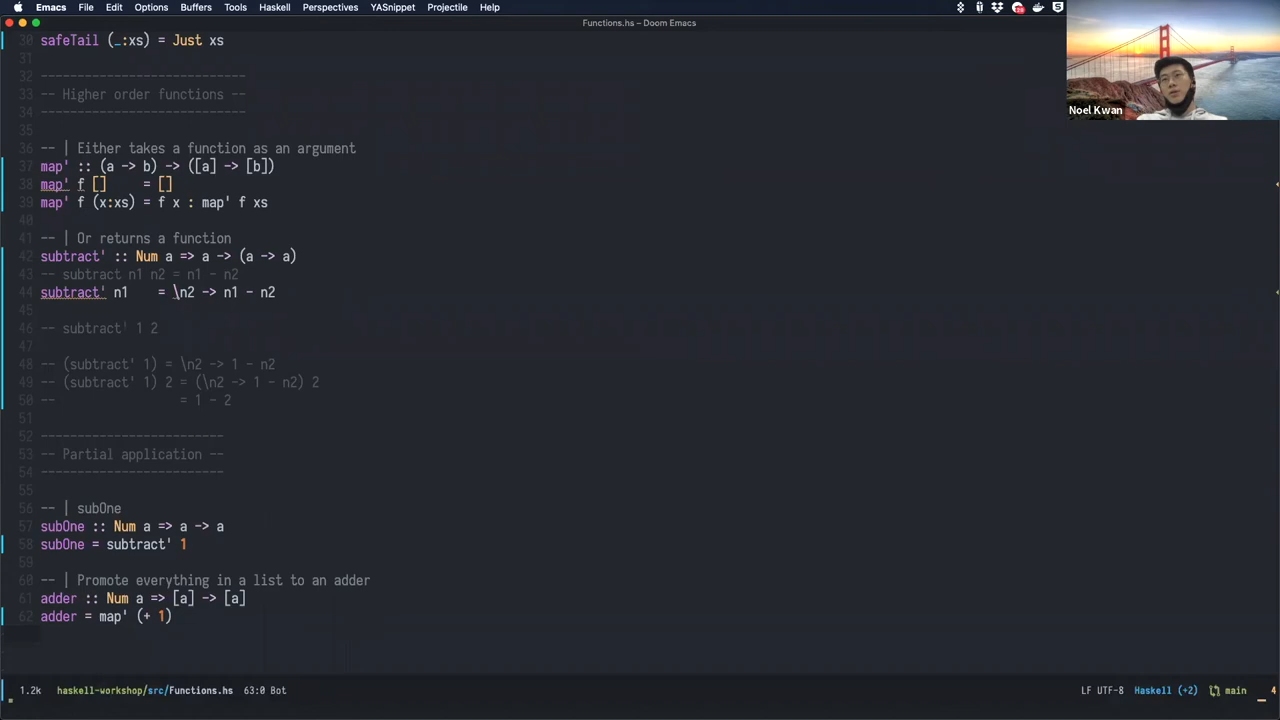 Emacs File Edit Options Buffers Tools Haskell Perspectives YASnippet Projectile Help
Functions.hs – Doom Emacs
30 safeTail (_:xs) = Just xs
31
32 ----------------------------
33 -- Higher order functions --
34 ----------------------------
35
36 -- | Either takes a function as an argument
37 map' :: (a -> b) -> ([a] -> [b])
38 map' f []     = []
39 map' f (x:xs) = f x : map' f xs
40
41 -- | Or returns a function
42 subtract' :: Num a => a -> (a -> a)
43 -- subtract n1 n2 = n1 - n2
44 subtract' n1    = \n2 -> n1 - n2
45
46 -- subtract' 1 2
47
48 -- (subtract' 1) = \n2 -> 1 - n2
49 -- (subtract' 1) 2 = (\n2 -> 1 - n2) 2
50 --                 = 1 - 2
51
52 -------------------------
53 -- Partial application --
54 -------------------------
55
56 -- | subOne
57 subOne :: Num a => a -> a
58 subOne = subtract' 1
59
60 -- | Promote everything in a list to an adder
61 adder :: Num a => [a] -> [a]
62 adder = map' (+ 1)
Noel Kwan
1.2k haskell-workshop/src/Functions.hs 63:0 Bot LF UTF-8 Haskell (+2) main 4